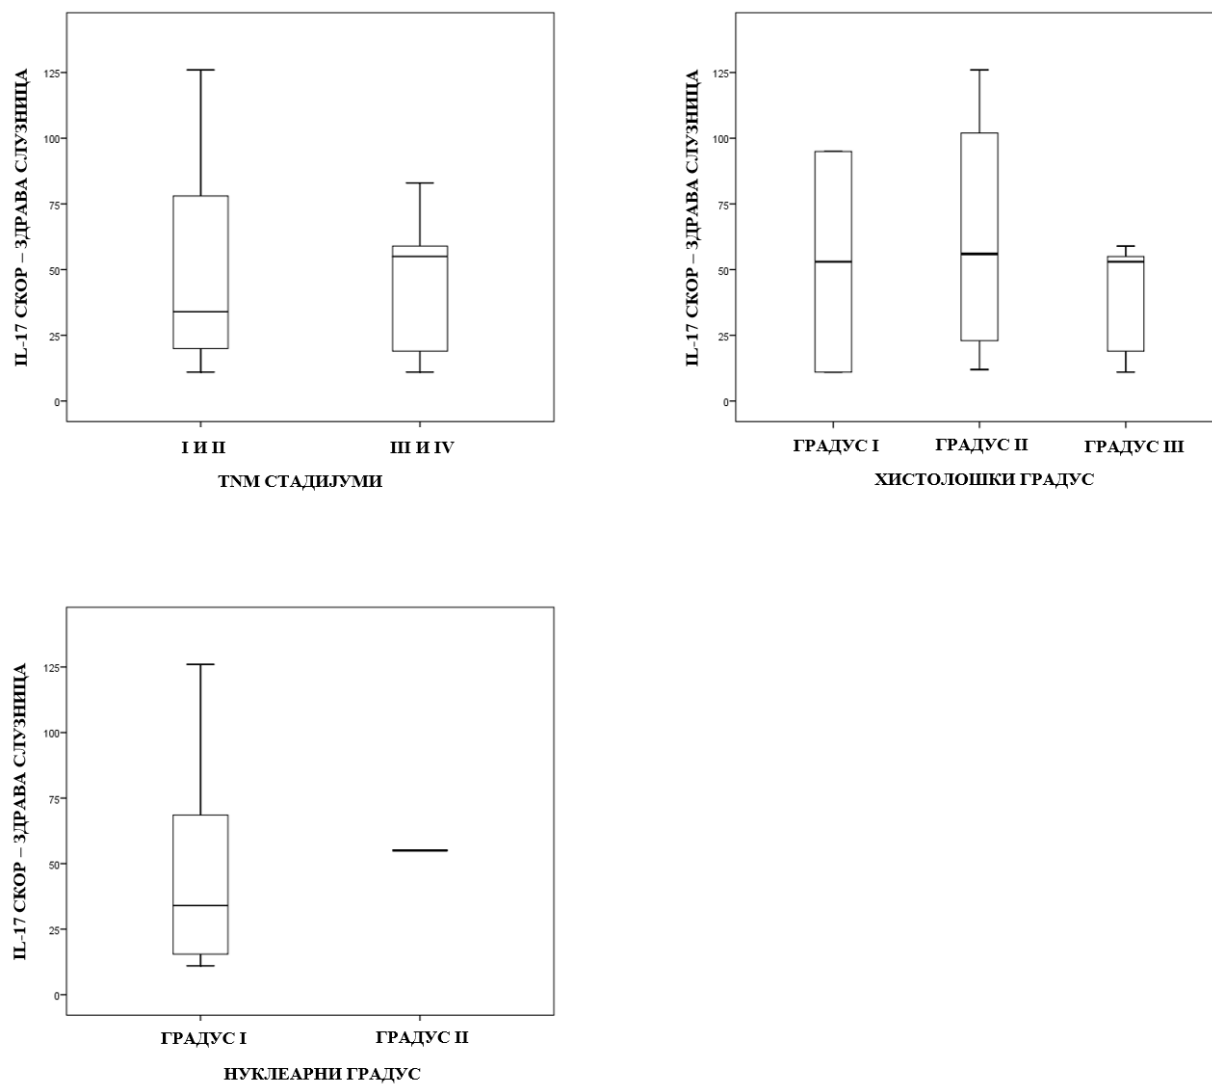 IL-17 СКОР – ЗДРАВА СЛУЗНИЦА
125
100
75
50
25
0
I И II
III И IV
TNM СТАДИЈУМИ
IL-17 СКОР – ЗДРАВА СЛУЗНИЦА
125
100
75
50
25
0
ГРАДУС I
ГРАДУС II
ГРАДУС III
ХИСТОЛОШКИ ГРАДУС
IL-17 СКОР – ЗДРАВА СЛУЗНИЦА
125
100
75
50
25
0
ГРАДУС I
ГРАДУС II
НУКЛЕАРНИ ГРАДУС